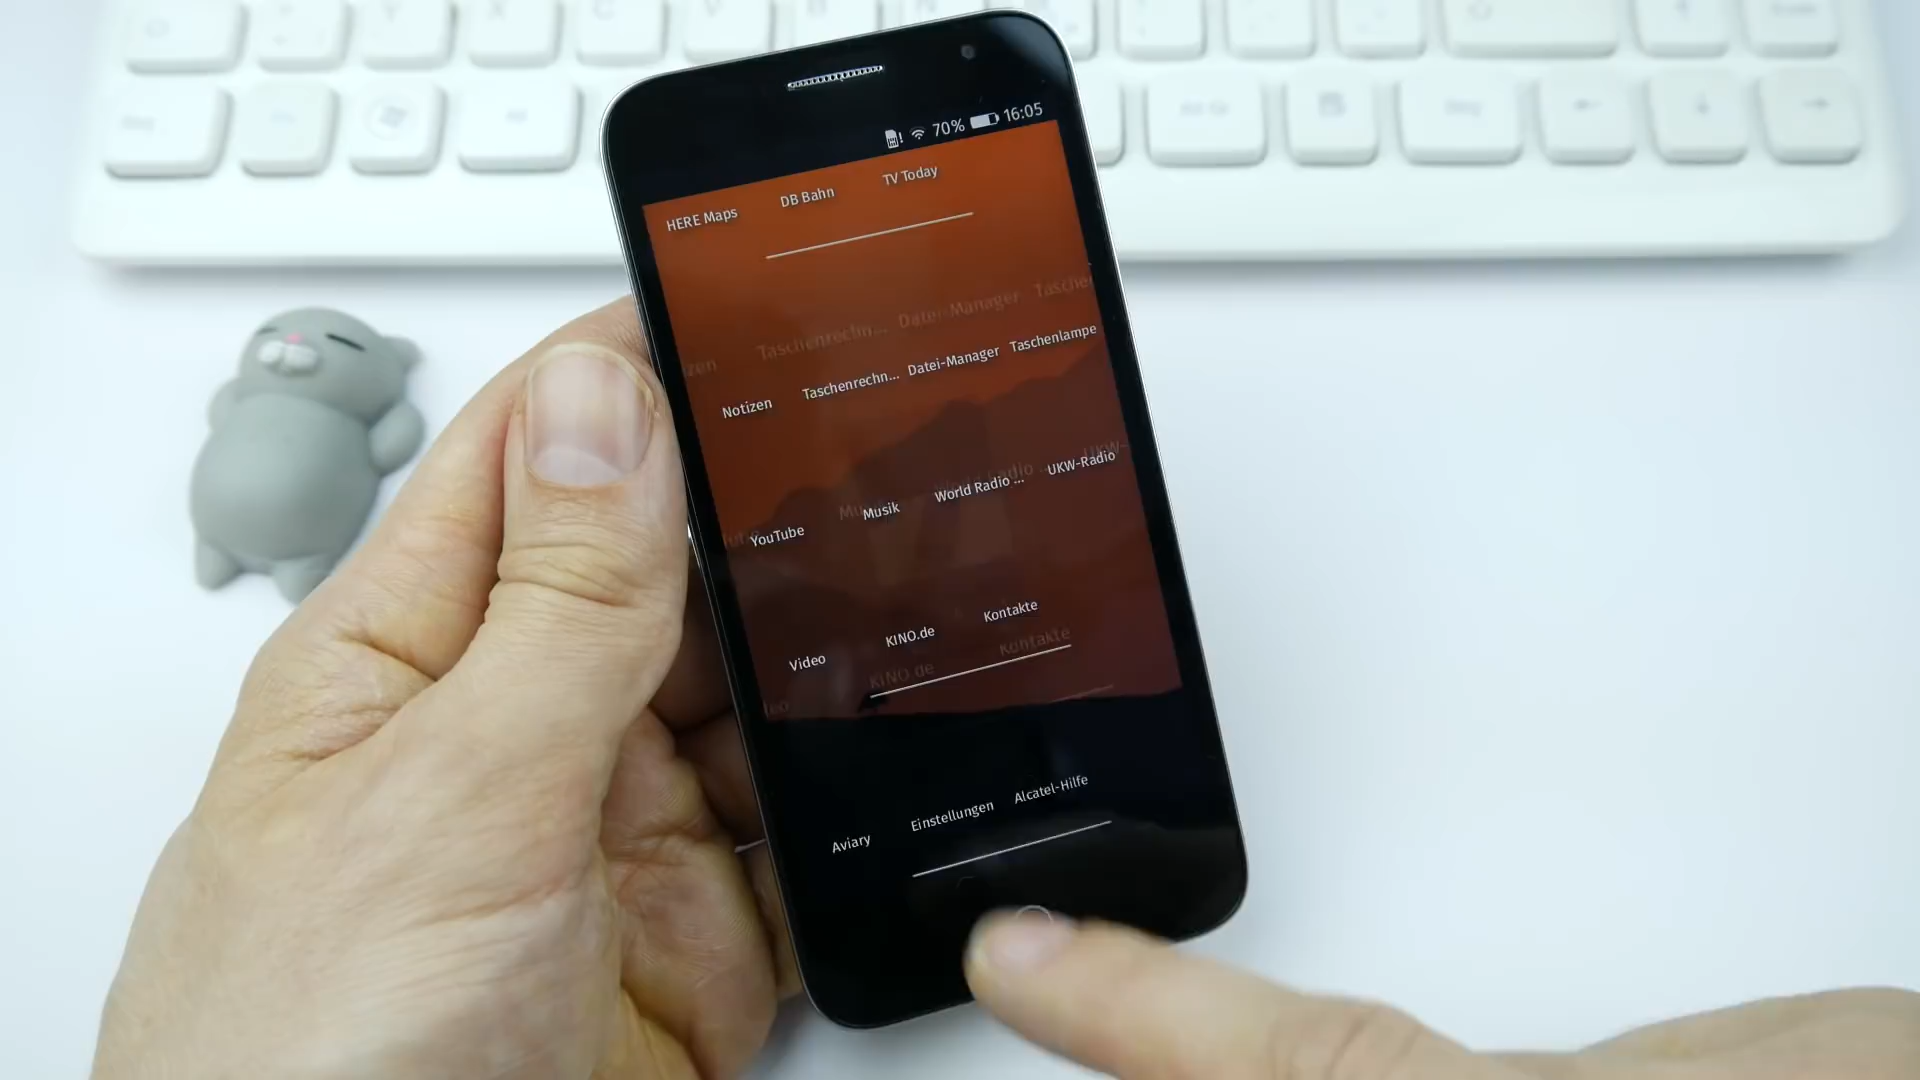 70% 16:05
HERE Maps DB Bahn TV Today
Notizen Taschenrechn... Datei-Manager Taschenlampe
YouTube Musik World Radio ... UKW-Radio
Video KINO.de Kontakte
Aviary Einstellungen Alcatel-Hilfe